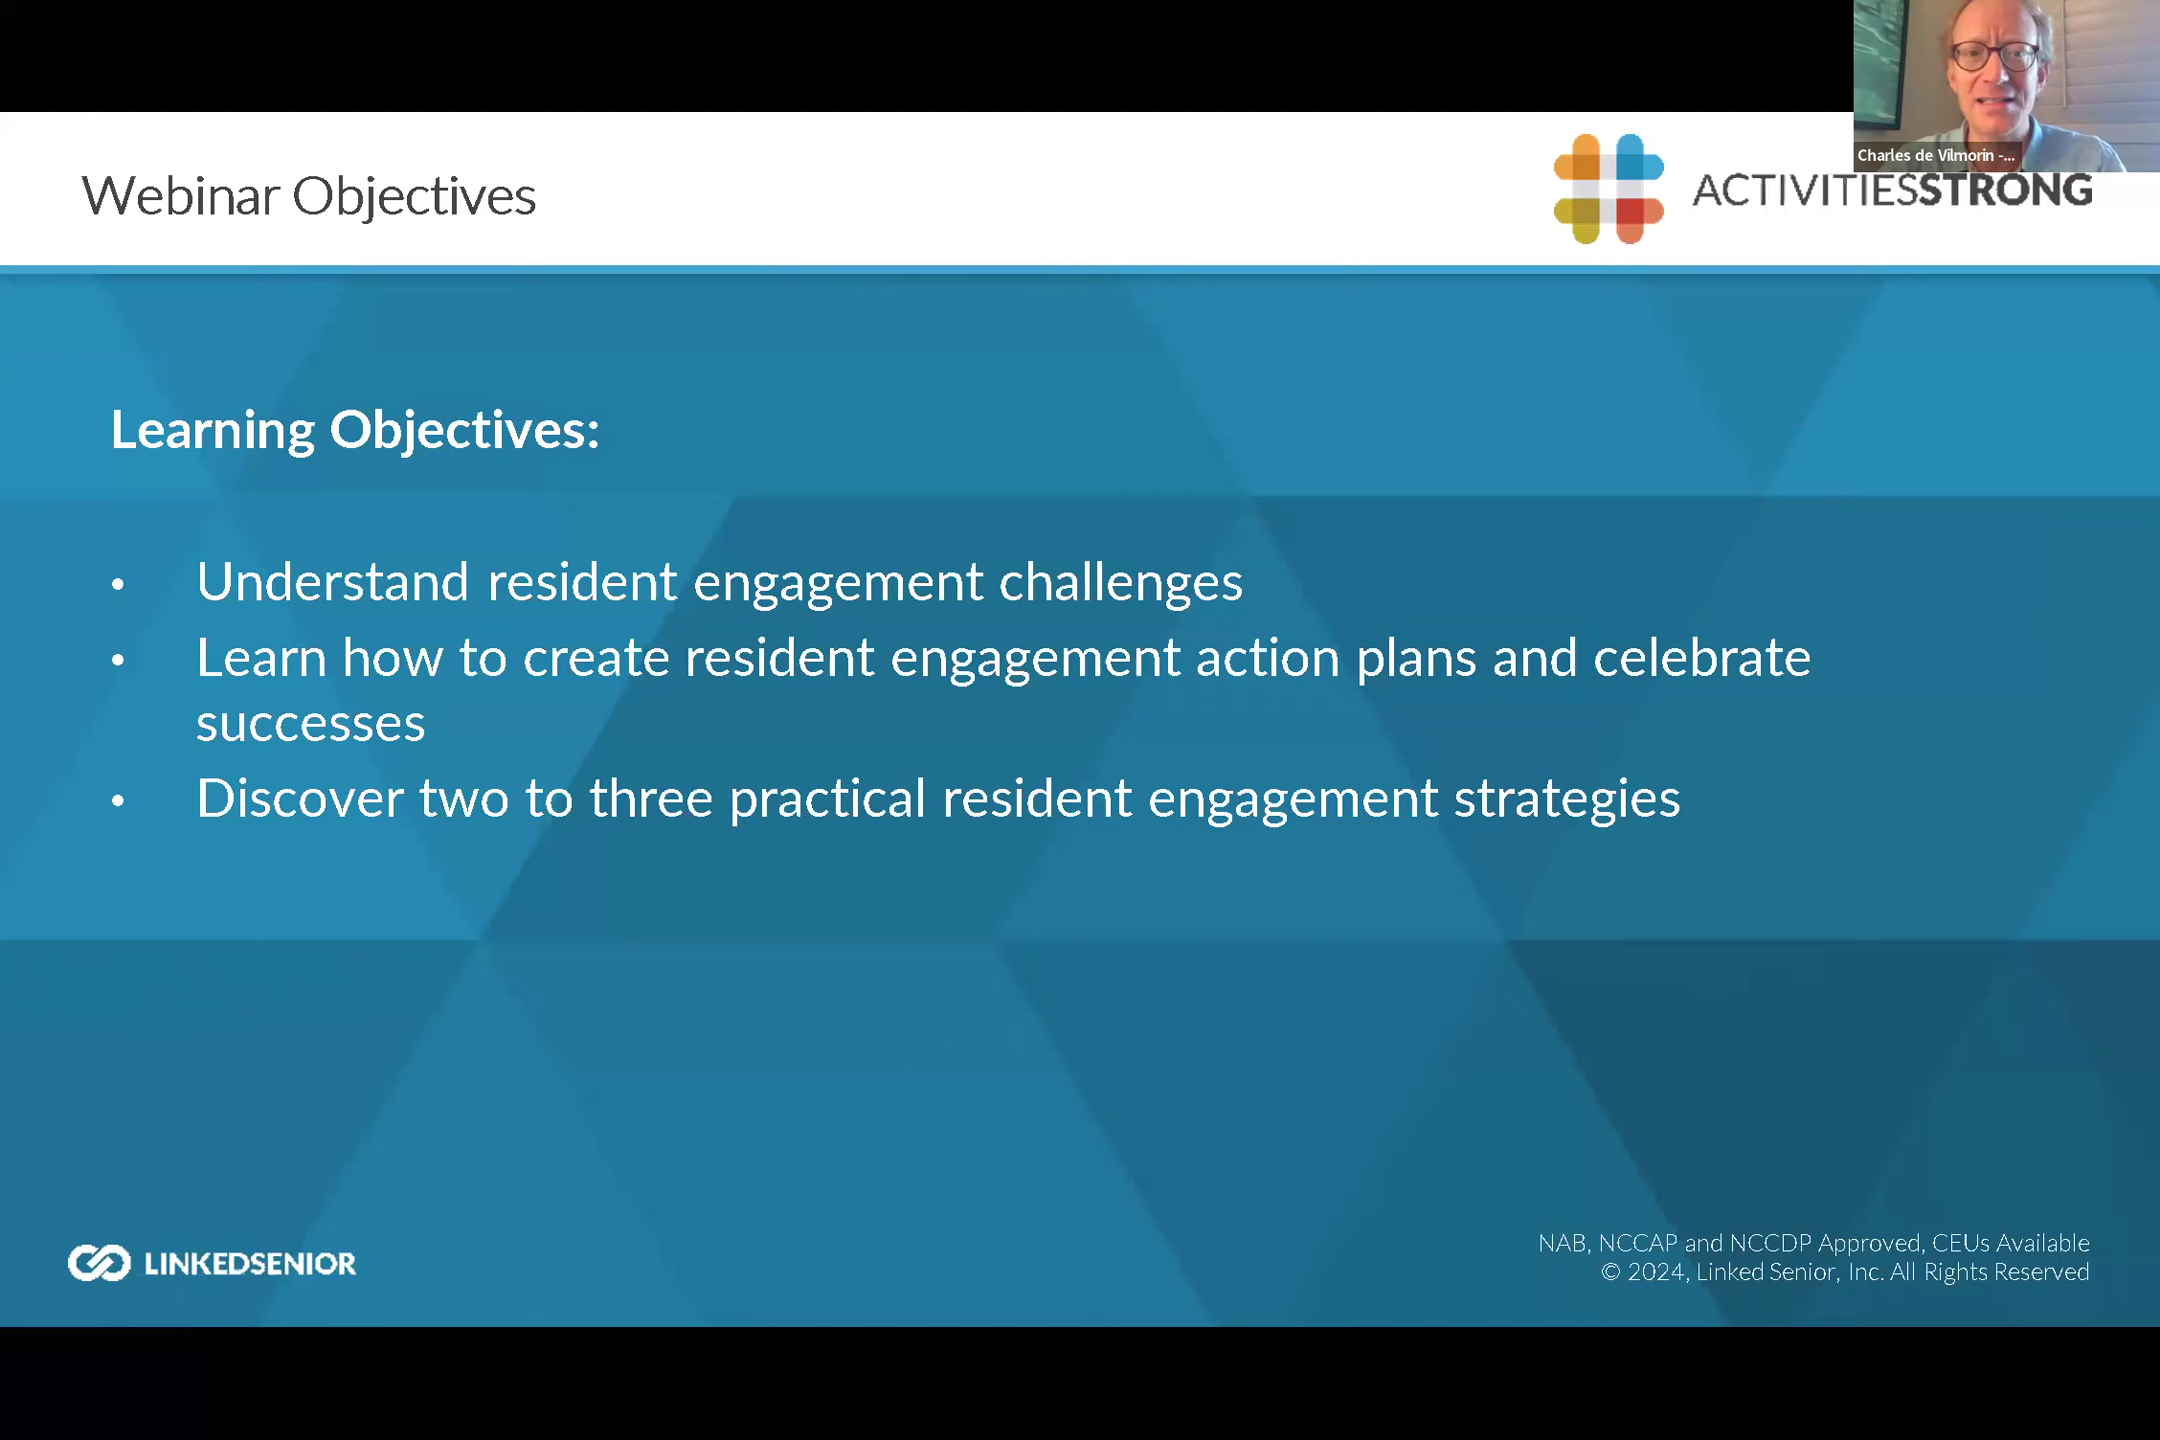 Charles de Vilmorin -...
Webinar Objectives
ACTIVITIESSTRONG
Learning Objectives:
• Understand resident engagement challenges
• Learn how to create resident engagement action plans and celebrate
successes
• Discover two to three practical resident engagement strategies
LINKEDSENIOR
NAB, NCCAP and NCCDP Approved, CEUs Available
© 2024, Linked Senior, Inc. All Rights Reserved